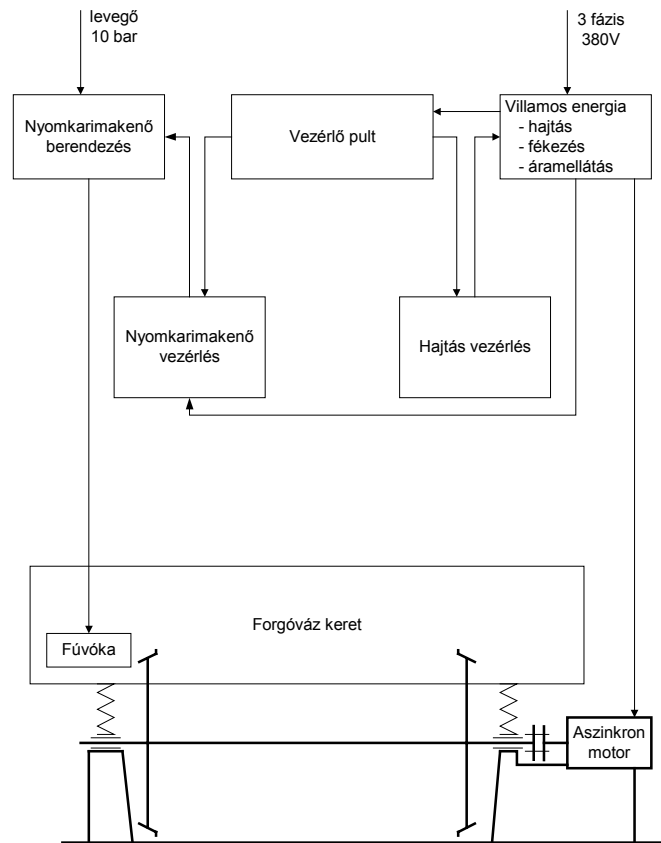 levegő
10 bar
3 fázis
380V
Nyomkarimakenő
berendezés
Vezérlő pult
Villamos energia
- hajtás
- fékezés
- áramellátás
Nyomkarimakenő
vezérlés
Hajtás vezérlés
Forgóváz keret
Fúvóka
Aszinkron
motor